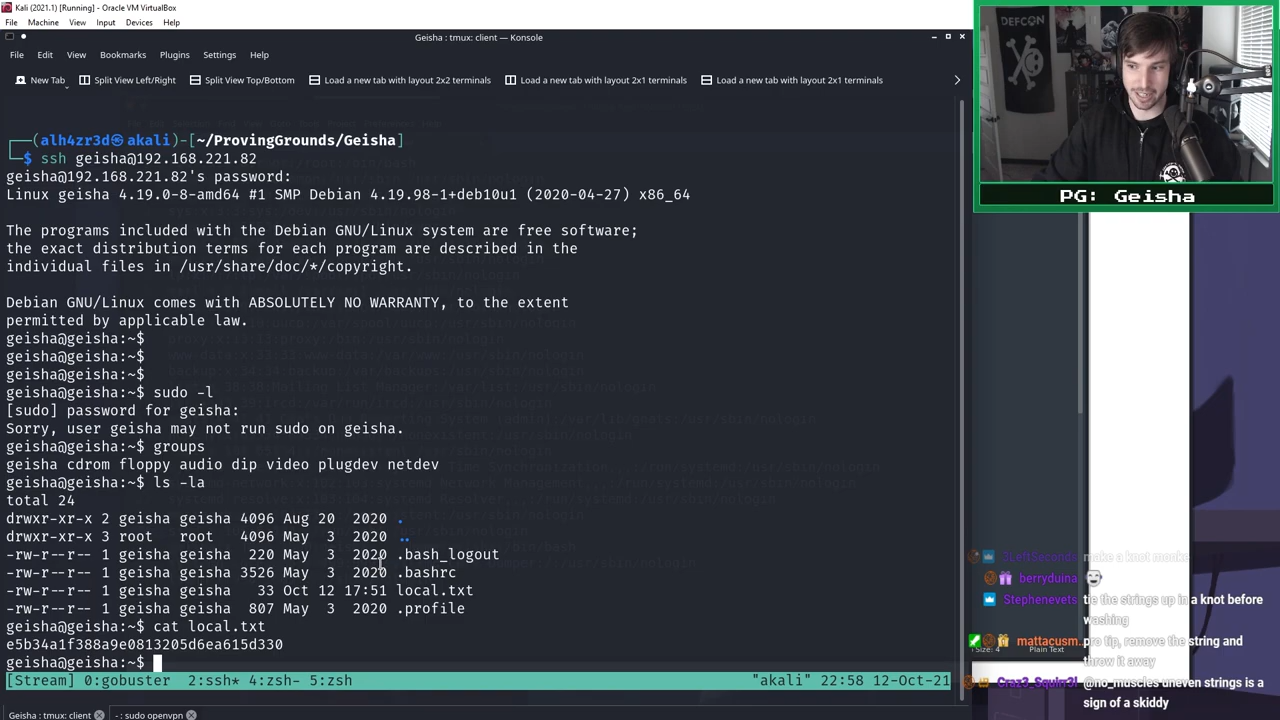 Kali (2021.1) [Running] - Oracle VM VirtualBox
File Machine View Input Devices Help
Geisha : tmux: client — Konsole
File Edit View Bookmarks Plugins Settings Help
New Tab Split View Left/Right Split View Top/Bottom Load a new tab with layout 2x2 terminals Load a new tab with layout 2x1 terminals Load a new tab with layout 2x1 terminals
┌──(alh4zr3d㉿akali)-[~/ProvingGrounds/Geisha]
└─$ ssh geisha@192.168.221.82
geisha@192.168.221.82's password:
Linux geisha 4.19.0-8-amd64 #1 SMP Debian 4.19.98-1+deb10u1 (2020-04-27) x86_64
The programs included with the Debian GNU/Linux system are free software;
the exact distribution terms for each program are described in the
individual files in /usr/share/doc/*/copyright.
Debian GNU/Linux comes with ABSOLUTELY NO WARRANTY, to the extent
permitted by applicable law.
geisha@geisha:~$
geisha@geisha:~$
geisha@geisha:~$
geisha@geisha:~$ sudo -l
[sudo] password for geisha:
Sorry, user geisha may not run sudo on geisha.
geisha@geisha:~$ groups
geisha cdrom floppy audio dip video plugdev netdev
geisha@geisha:~$ ls -la
total 24
drwxr-xr-x 2 geisha geisha 4096 Aug 20 2020 .
drwxr-xr-x 3 root root 4096 May 3 2020 ..
-rw-r--r-- 1 geisha geisha 220 May 3 2020 .bash_logout
-rw-r--r-- 1 geisha geisha 3526 May 3 2020 .bashrc
-rw-r--r-- 1 geisha geisha 33 Oct 12 17:51 local.txt
-rw-r--r-- 1 geisha geisha 807 May 3 2020 .profile
geisha@geisha:~$ cat local.txt
e5b34a1f388a9e0813205d6ea615d330
geisha@geisha:~$
[Stream] 0:gobuster 2:ssh* 4:zsh- 5:zsh "akali" 22:58 12-Oct-21
Geisha : tmux: client - : sudo openvpn
DEFCON
PG: Geisha
3LeftSeconds make a knot monke
berryduina
Stephenevets tie the strings up in a knot before
washing
mattacusm pro tip, remove the string and
throw it away
Size: 4 Plain Text
Craz3_Squirr3l @no_muscles uneven strings is a
sign of a skiddy